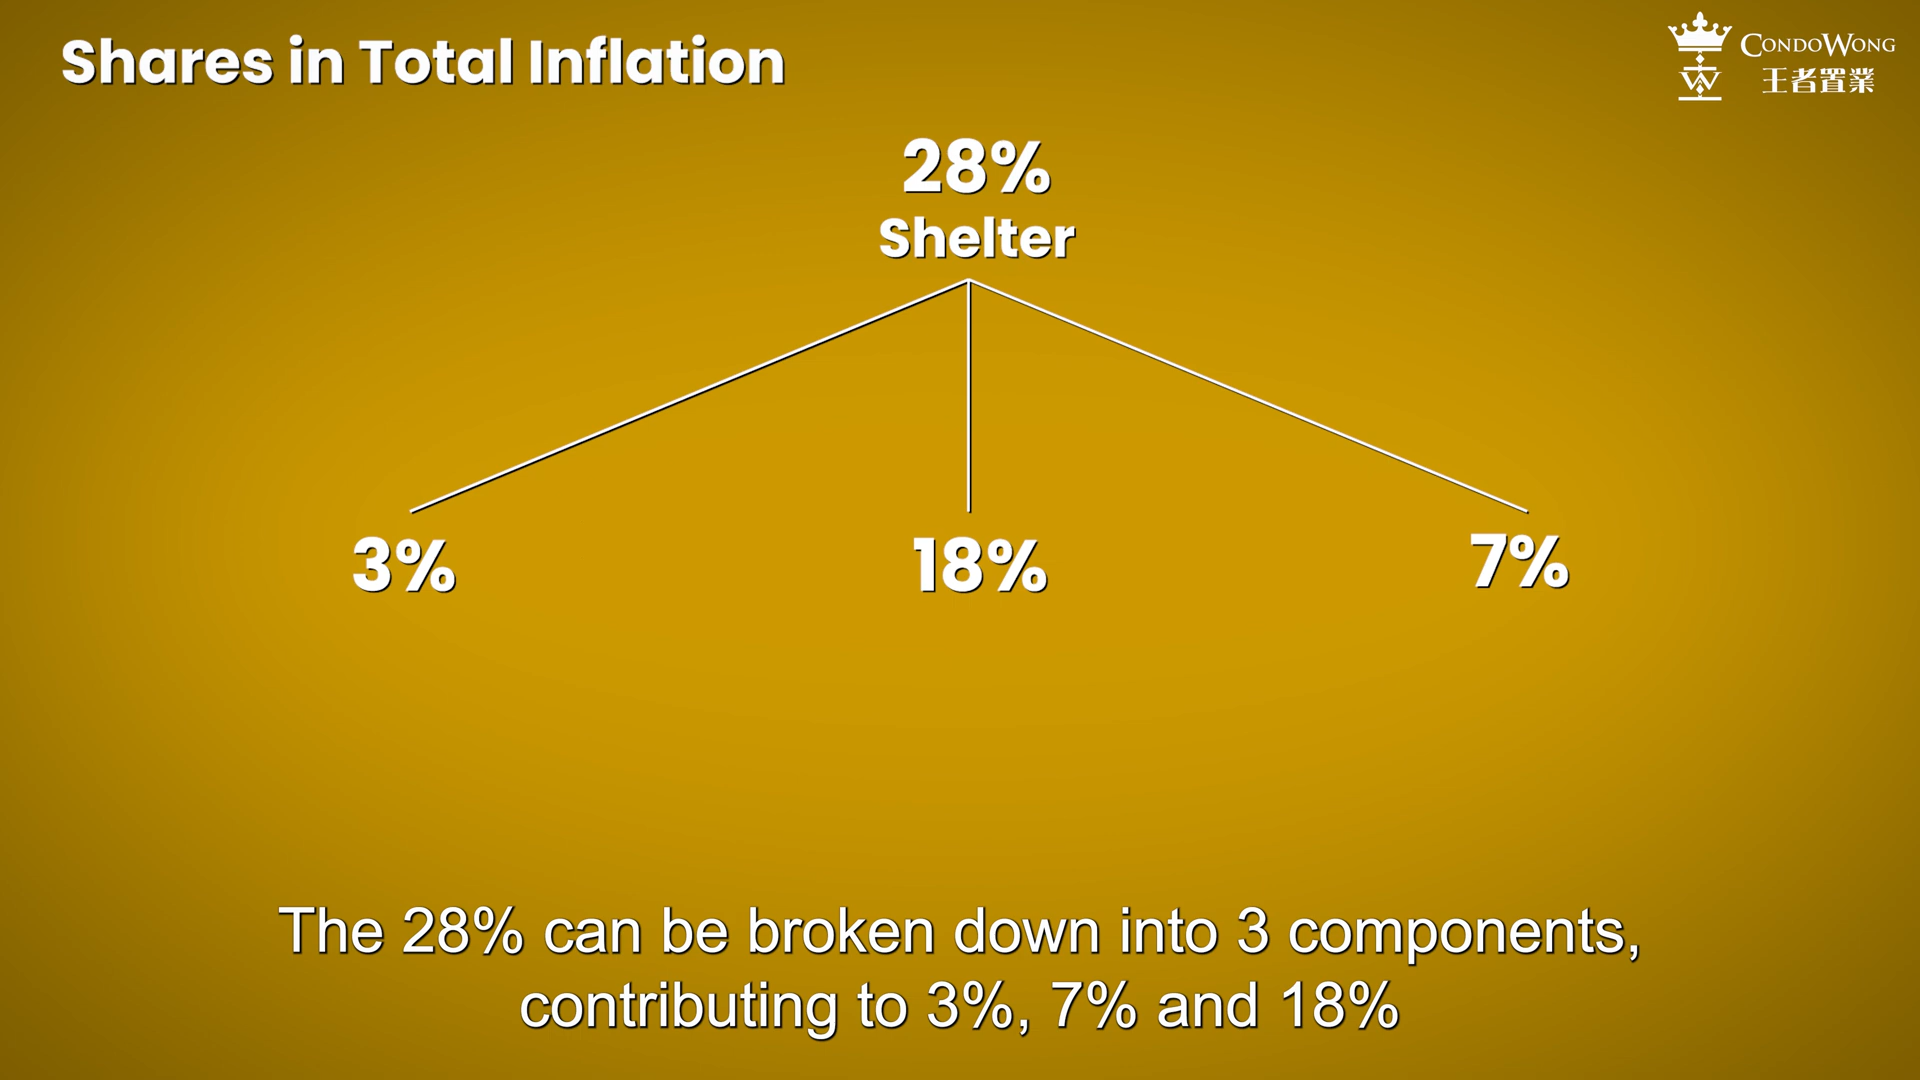 Shares in Total Inflation
CONDOWONG
王者置業
28%
Shelter
3%
18%
7%
The 28% can be broken down into 3 components,
contributing to 3%, 7% and 18%